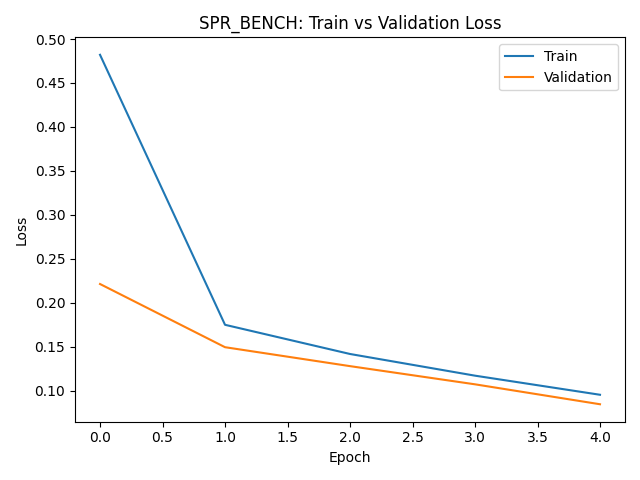 SPR_BENCH: Train vs Validation Loss
Train
Validation
0.50
0.45
0.40
0.35
0.30
0.25
0.20
0.15
0.10
Loss
0.0 0.5 1.0 1.5 2.0 2.5 3.0 3.5 4.0
Epoch